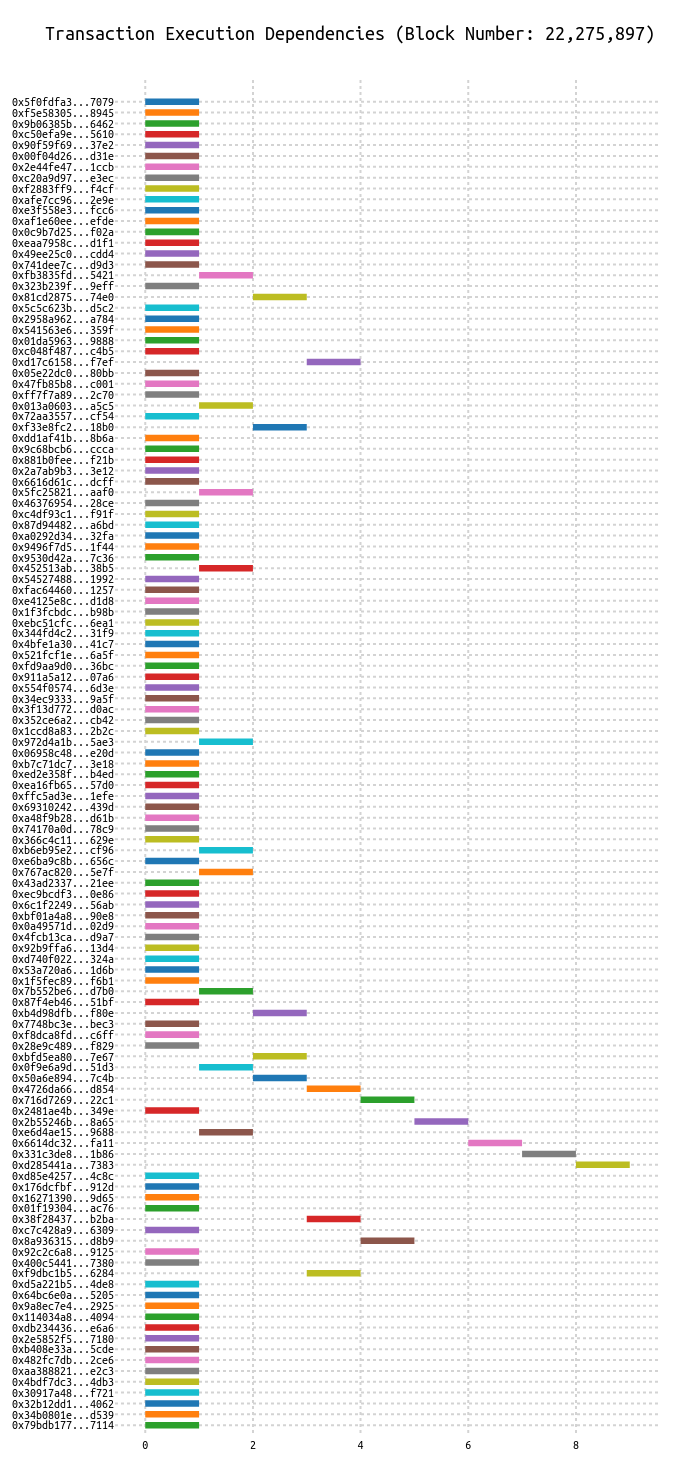 Transaction Execution Dependencies (Block Number: 22,275,897)
0x5f0fdfa3...7079
0xf5e58305...8945
0x9b06385b...6462
0xc50efa9e...5610
0x90f59f69...37e2
0x00f04d26...d31e
0x2e44fe47...1ccb
0xc20a9d97...e3ec
0xf2883ff9...f4cf
0xafe7cc96...2e9e
0xe3f558e3...fcc6
0xaf1e60ee...efde
0x0c9b7d25...f02a
0xeaa7958c...d1f1
0x49ee25c0...cdd4
0x741dee7c...d9d3
0xfb3835fd...5421
0x323b239f...9eff
0x81cd2875...74e0
0x5c5c623b...d5c2
0x2958a962...a784
0x541563e6...359f
0x01da5963...9888
0xc048f487...c4b5
0xd17c6158...f7ef
0x05e22dc0...80bb
0x47fb85b8...c001
0xff7f7a89...2c70
0x013a0603...a5c5
0x72aa3557...cf54
0xf33e8fc2...18b0
0xdd1af41b...8b6a
0x9c68bcb6...ccca
0x881b0fee...f21b
0x2a7ab9b3...3e12
0x6616d61c...dcff
0x5fc25821...aaf0
0x46376954...28ce
0xc4df93c1...f91f
0x87d94482...a6bd
0xa0292d34...32fa
0x9496f7d5...1f44
0x9530d42a...7c36
0x452513ab...38b5
0x54527488...1992
0xfac64460...1257
0xe4125e8c...d1d8
0x1f3fcbdc...b98b
0xebc51cfc...6ea1
0x344fd4c2...31f9
0x4bfe1a30...41c7
0x521fcf1e...6a5f
0xfd9aa9d0...36bc
0x911a5a12...07a6
0x554f0574...6d3e
0x34ec9333...9a5f
0x3f13d772...d0ac
0x352ce6a2...cb42
0x1ccd8a83...2b2c
0x972d4a1b...5ae3
0x06958c48...e20d
0xb7c71dc7...3e18
0xed2e358f...b4ed
0xea16fb65...57d0
0xffc5ad3e...1efe
0x69310242...439d
0xa48f9b28...d61b
0x74170a0d...78c9
0x366c4c11...629e
0xb6eb95e2...cf96
0xe6ba9c8b...656c
0x767ac820...5e7f
0x43ad2337...21ee
0xec9bcdf3...0e86
0x6c1f2249...56ab
0xbf01a4a8...90e8
0x0a49571d...02d9
0x4fcb13ca...d9a7
0x92b9ffa6...13d4
0xd740f022...324a
0x53a720a6...1d6b
0x1f5fec89...f6b1
0x7b552be6...d7b0
0x87f4eb46...51bf
0xb4d98dfb...f80e
0x7748bc3e...bec3
0xf8dca8fd...c6ff
0x28e9c489...f829
0xbfd5ea80...7e67
0x0f9e6a9d...51d3
0x50a6e894...7c4b
0x4726da66...d854
0x716d7269...22c1
0x2481ae4b...349e
0x2b55246b...8a65
0xe6d4ae15...9688
0x6614dc32...fa11
0x331c3de8...1b86
0xd285441a...7383
0xd85e4257...4c8c
0x176dcfbf...912d
0x16271390...9d65
0x01f19304...ac76
0x38f28437...b2ba
0xc7c428a9...6309
0x8a936315...d8b9
0x92c2c6a8...9125
0x400c5441...7380
0xf9dbc1b5...6284
0xd5a221b5...4de8
0x64bc6e0a...5205
0x9a8ec7e4...2925
0x114034a8...4094
0xdb234436...e6a6
0x2e5852f5...7180
0xb408e33a...5cde
0x482fc7db...2ce6
0xaa388821...e2c3
0x4bdf7dc3...4db3
0x30917a48...f721
0x32b12dd1...4062
0x34b0801e...d539
0x79bdb177...7114
0 2 4 6 8